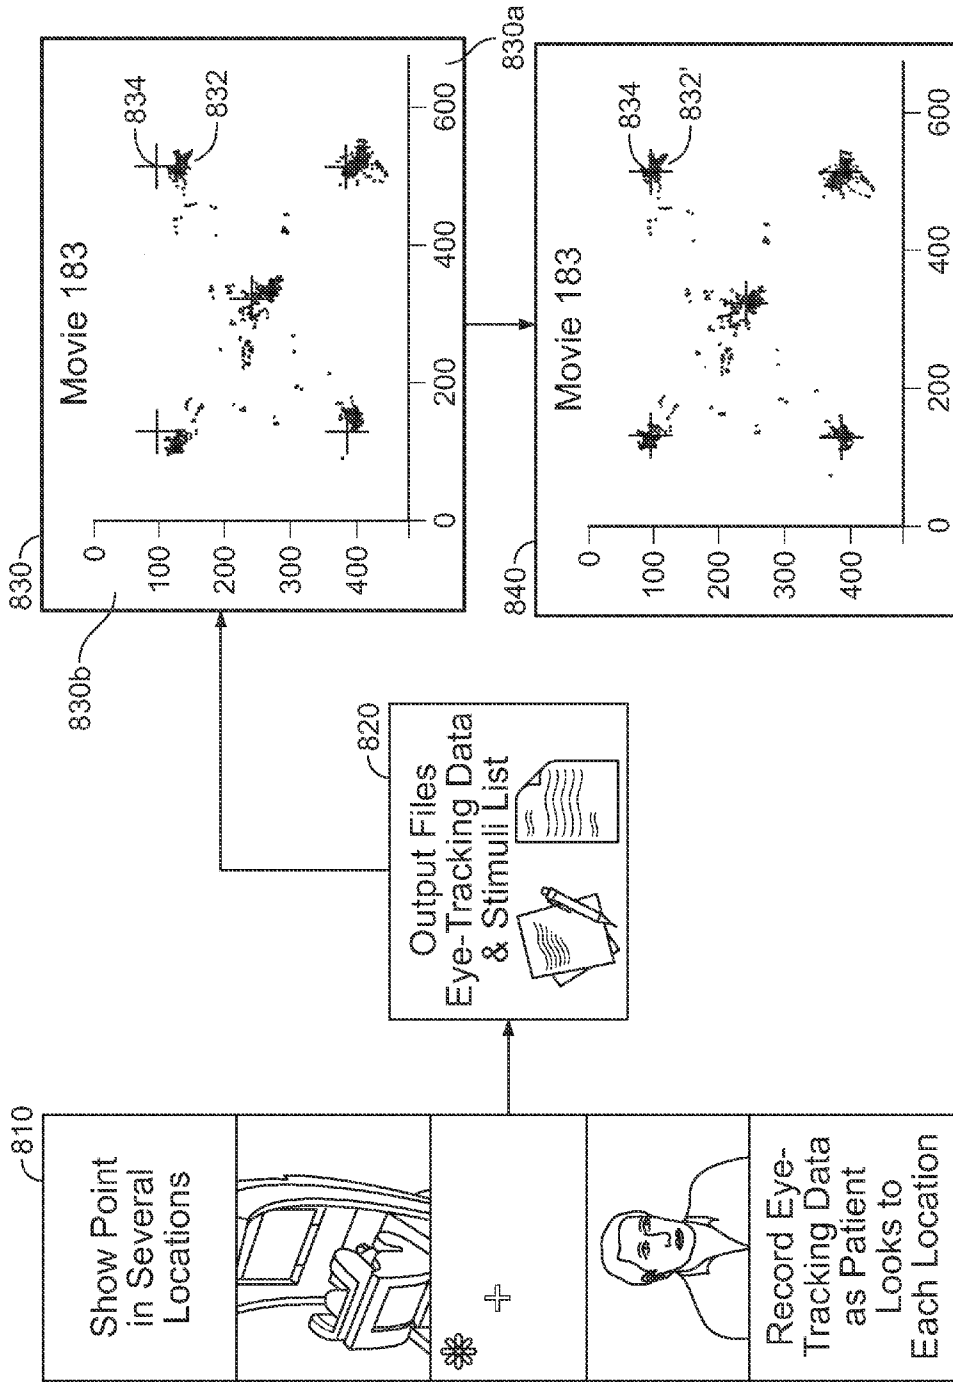 810
Show Point
in Several
Locations
Record Eye-
Tracking Data
as Patient
Looks to
Each Location
820
Output Files
Eye-Tracking Data
& Stimuli List
830
830b
Movie 183
0
100
200
300
400
0
200
400
600
834
832
830a
840
Movie 183
0
100
200
300
400
0
200
400
600
834
832'